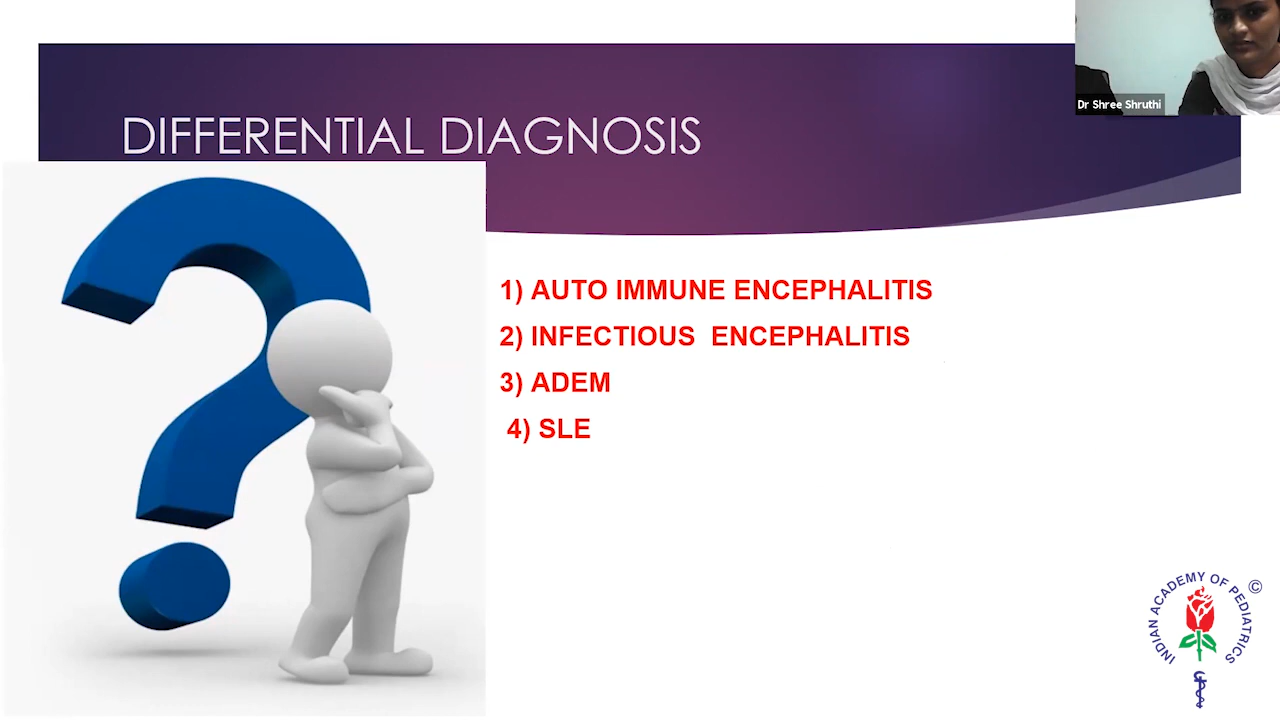 Dr Shree Shruthi
DIFFERENTIAL DIAGNOSIS
1) AUTO IMMUNE ENCEPHALITIS
2) INFECTIOUS  ENCEPHALITIS
3) ADEM
4) SLE
INDIAN ACADEMY OF PEDIATRICS ©